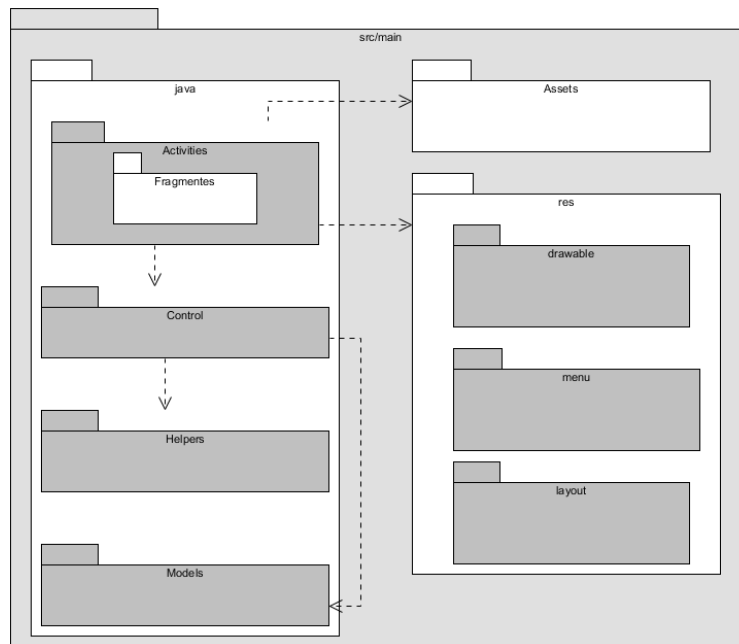 src/main
java
Activities
Fragmentes
Control
Helpers
Models
Assets
res
drawable
menu
layout